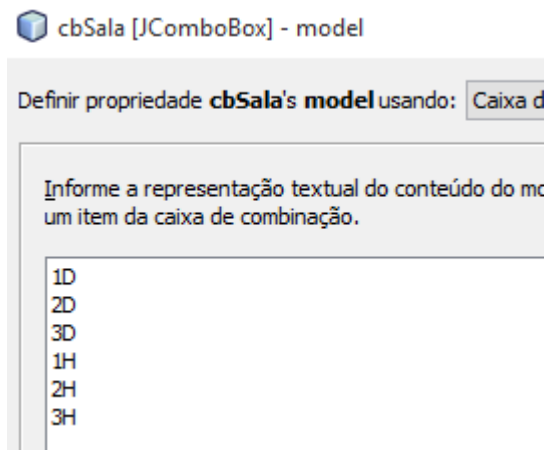 cbSala [JComboBox] - model
Definir propriedade cbSala's model usando: Caixa d
Informe a representação textual do conteúdo do mo
um item da caixa de combinação.
1D
2D
3D
1H
2H
3H